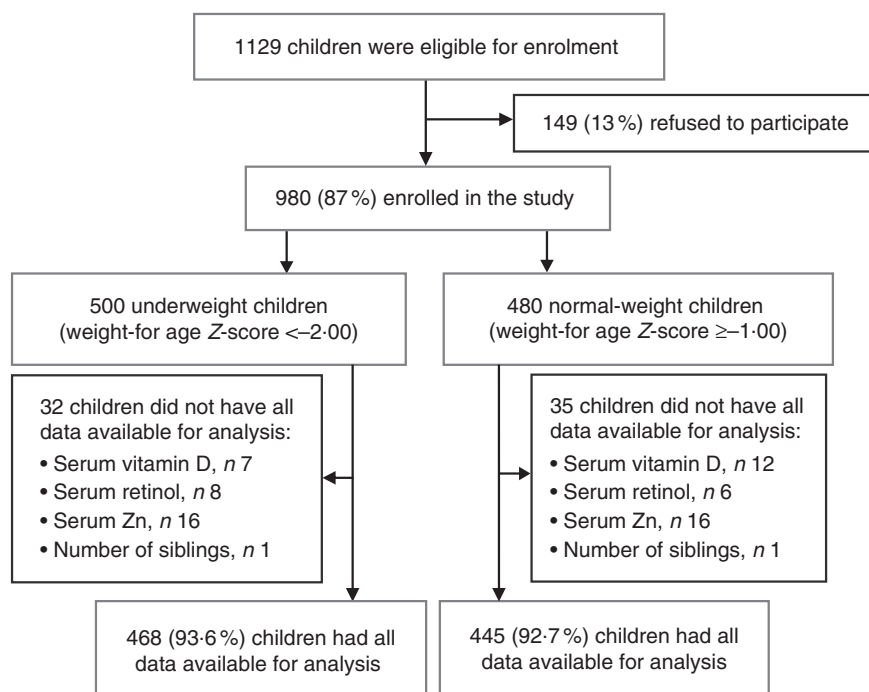 1129 children were eligible for enrolment
149 (13 %) refused to participate
980 (87 %) enrolled in the study
500 underweight children
(weight-for age Z-score <–2·00)
480 normal-weight children
(weight-for age Z-score ≥–1·00)
32 children did not have all
data available for analysis:
• Serum vitamin D, n 7
• Serum retinol, n 8
• Serum Zn, n 16
• Number of siblings, n 1
35 children did not have all
data available for analysis:
• Serum vitamin D, n 12
• Serum retinol, n 6
• Serum Zn, n 16
• Number of siblings, n 1
468 (93·6 %) children had all
data available for analysis
445 (92·7 %) children had all
data available for analysis